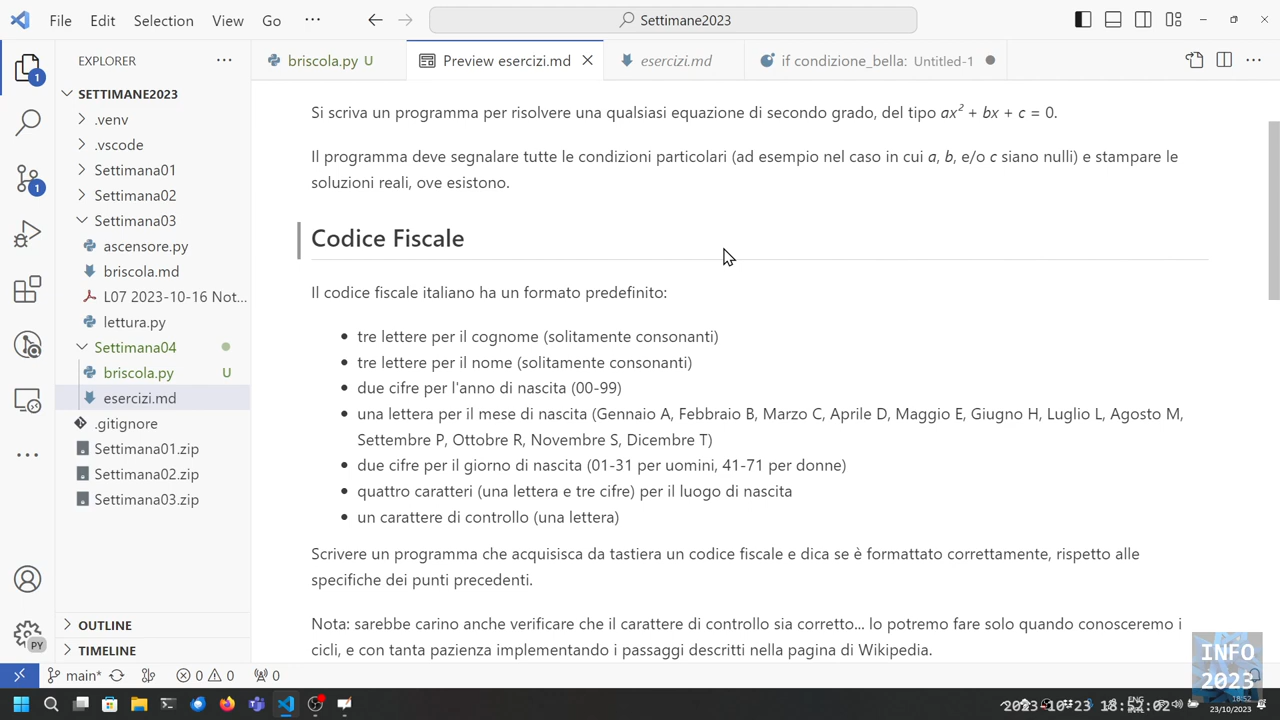 File Edit Selection View Go ··· Settimane2023
EXPLORER ···
briscola.py U
Preview esercizi.md
esercizi.md
if condizione_bella: Untitled-1
SETTIMANE2023
.venv
.vscode
Settimana01
Settimana02
Settimana03
ascensore.py
briscola.md
L07 2023-10-16 Not...
lettura.py
Settimana04
briscola.py U
esercizi.md
.gitignore
Settimana01.zip
Settimana02.zip
Settimana03.zip
OUTLINE
TIMELINE
1
1
PY
Si scriva un programma per risolvere una qualsiasi equazione di secondo grado, del tipo ax² + bx + c = 0.
Il programma deve segnalare tutte le condizioni particolari (ad esempio nel caso in cui a, b, e/o c siano nulli) e stampare le
soluzioni reali, ove esistono.
Codice Fiscale
Il codice fiscale italiano ha un formato predefinito:
• tre lettere per il cognome (solitamente consonanti)
• tre lettere per il nome (solitamente consonanti)
• due cifre per l'anno di nascita (00-99)
• una lettera per il mese di nascita (Gennaio A, Febbraio B, Marzo C, Aprile D, Maggio E, Giugno H, Luglio L, Agosto M,
Settembre P, Ottobre R, Novembre S, Dicembre T)
• due cifre per il giorno di nascita (01-31 per uomini, 41-71 per donne)
• quattro caratteri (una lettera e tre cifre) per il luogo di nascita
• un carattere di controllo (una lettera)
Scrivere un programma che acquisisca da tastiera un codice fiscale e dica se è formattato correttamente, rispetto alle
specifiche dei punti precedenti.
Nota: sarebbe carino anche verificare che il carattere di controllo sia corretto... lo potremo fare solo quando conosceremo i
cicli, e con tanta pazienza implementando i passaggi descritti nella pagina di Wikipedia.
INFO
2023
main* 0 0 0
2023-10-23 18:52:02
ENG
18:52
23/10/2023